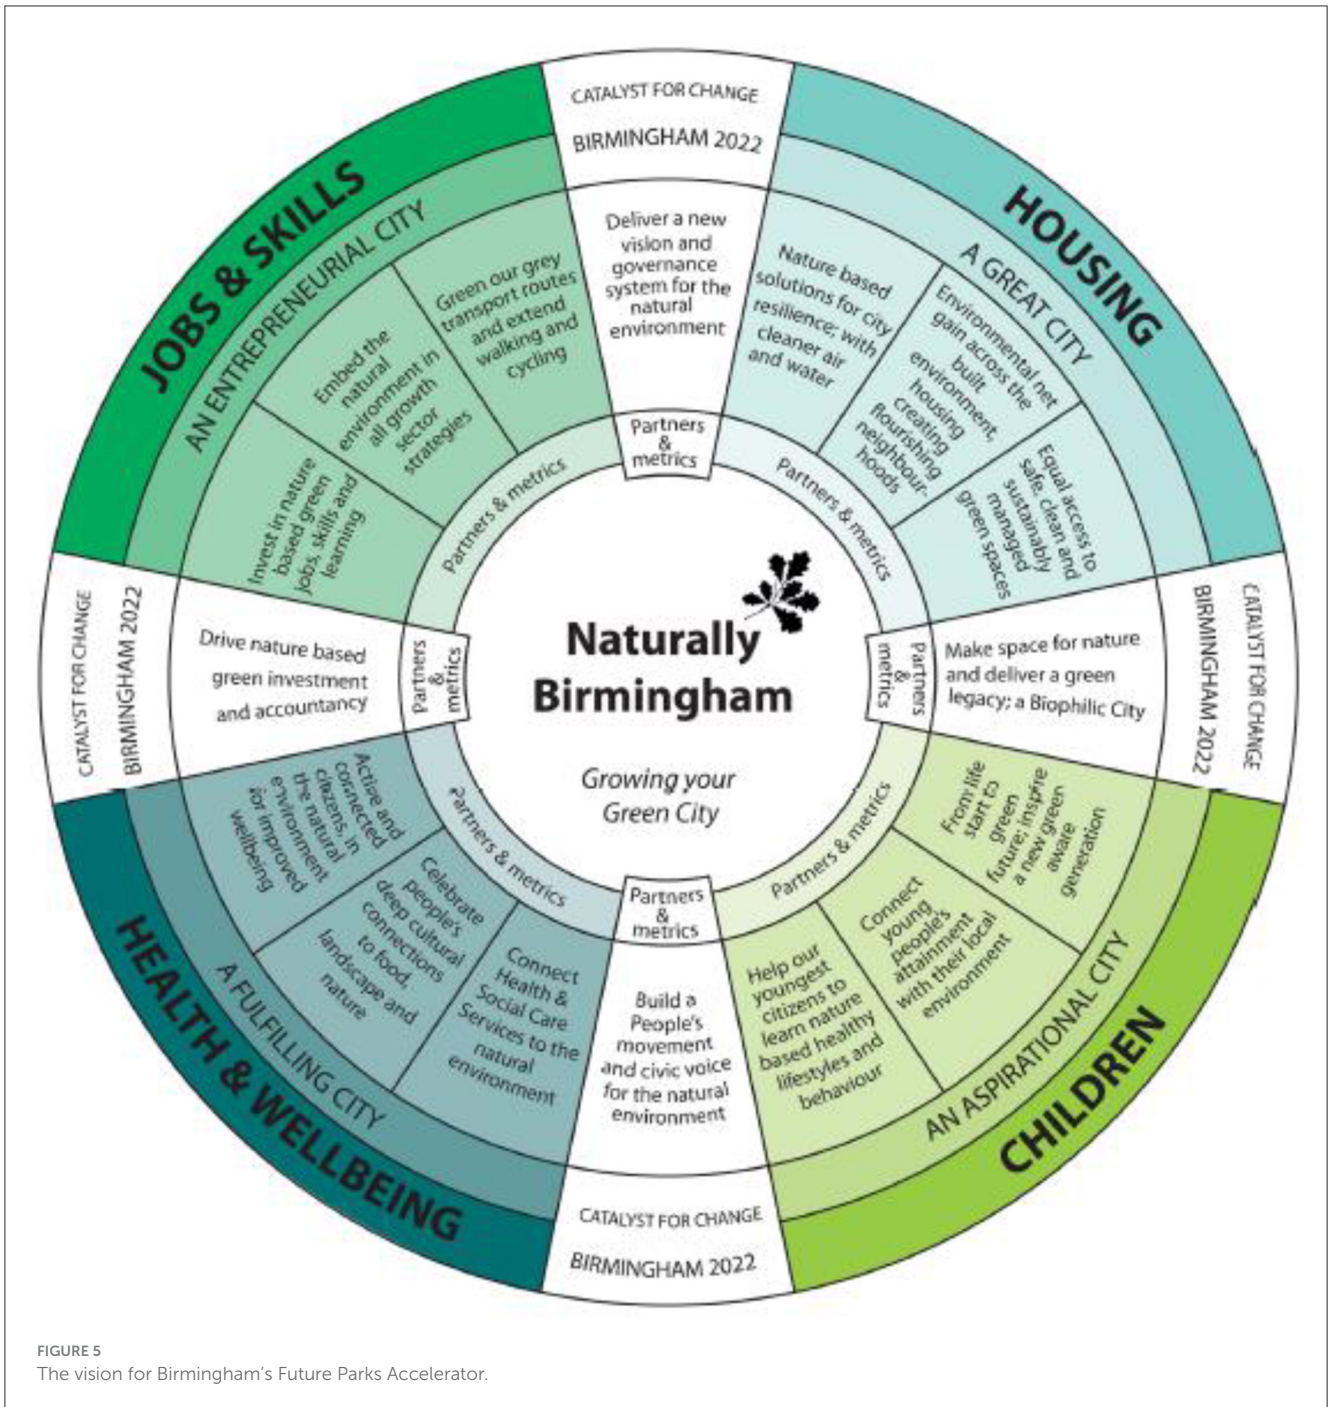 CATALYST FOR CHANGE
BIRMINGHAM 2022
Deliver a new
vision and
governance
system for the
natural
environment
Partners
&
metrics
HOUSING
A GREAT CITY
Nature based
solutions for city
resilience; with
cleaner air
and water
Environmental net
gain across the
built
environment,
housing
creating
flourishing
neighbour-
hoods
Equal access to
safe, clean and
sustainably
managed
green spaces
Partners & metrics
CATALYST FOR CHANGE
BIRMINGHAM 2022
Make space for nature
and deliver a green
legacy; a Biophilic City
Partners
&
metrics
CHILDREN
AN ASPIRATIONAL CITY
From life
start to
green
future; inspire
a new green
aware
generation
Connect
young
people's
attainment
with their local
environment
Help our
youngest
citizens to
learn nature
based healthy
lifestyles and
behaviour
Partners & metrics
Partners
&
metrics
Build a
People's
movement
and civic voice
for the natural
environment
CATALYST FOR CHANGE
BIRMINGHAM 2022
HEALTH & WELLBEING
A FULFILLING CITY
Connect
Health &
Social Care
Services to the
natural
environment
Celebrate
people's
deep cultural
connections
to food,
landscape and
nature
Active and
connected
citizens, in
the natural
environment
for improved
wellbeing
Partners & metrics
CATALYST FOR CHANGE
BIRMINGHAM 2022
Drive nature based
green investment
and accountancy
Partners
&
metrics
JOBS & SKILLS
AN ENTREPRENEURIAL CITY
Invest in nature
based green
jobs, skills and
learning
Embed the
natural
environment in
all growth
sector
strategies
Green our grey
transport routes
and extend
walking and
cycling
Partners & metrics
Naturally
Birmingham
Growing your
Green City
FIGURE 5
The vision for Birmingham's Future Parks Accelerator.